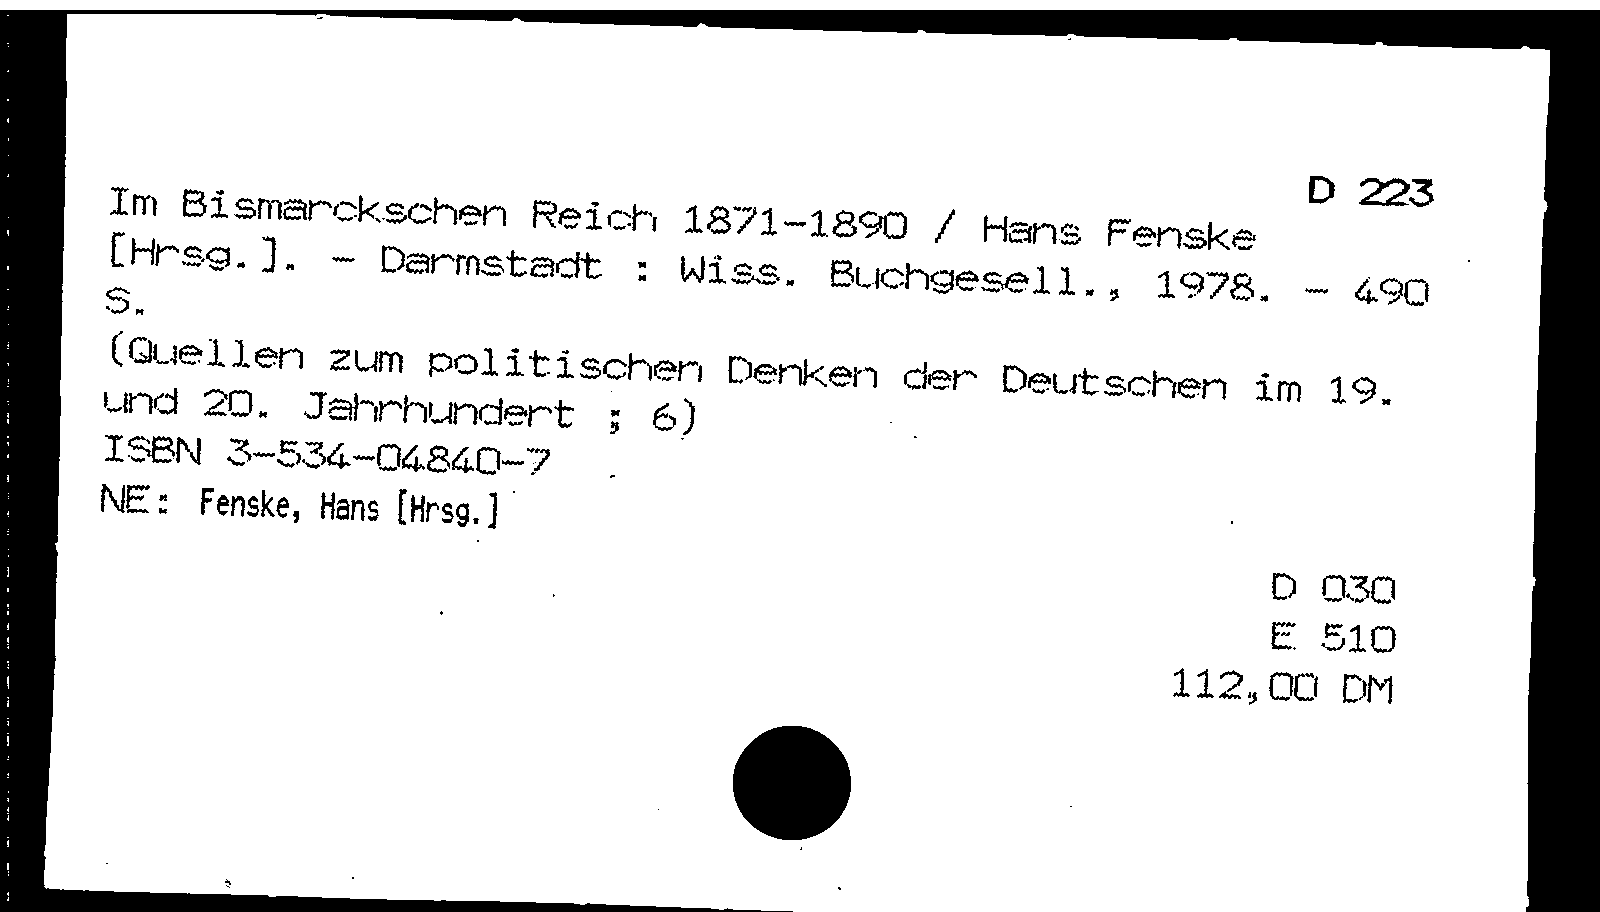 D 223
Im Bismarckschen Reich 1871-1890 / Hans Fenske
[Hrsg.]. - Darmstadt : Wiss. Buchgesell., 1978. - 490
S.
(Quellen zum politischen Denken der Deutschen im 19.
und 20. Jahrhundert ; 6)
ISBN 3-534-04840-7
NE: Fenske, Hans [Hrsg.]
D 030
E 510
112,00 DM